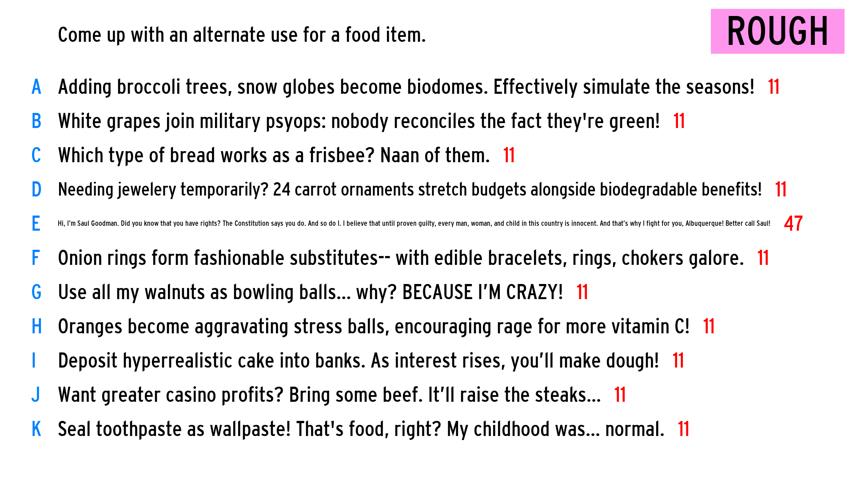 Come up with an alternate use for a food item.
ROUGH
A Adding broccoli trees, snow globes become biodomes. Effectively simulate the seasons! 11
B White grapes join military psyops: nobody reconciles the fact they're green! 11
C Which type of bread works as a frisbee? Naan of them. 11
D Needing jewelery temporarily? 24 carrot ornaments stretch budgets alongside biodegradable benefits! 11
E Hi, I'm Saul Goodman. Did you know that you have rights? The Constitution says you do. And so do I. I believe that until proven guilty, every man, woman, and child in this country is innocent. And that's why I fight for you, Albuquerque! Better call Saul! 47
F Onion rings form fashionable substitutes-- with edible bracelets, rings, chokers galore. 11
G Use all my walnuts as bowling balls... why? BECAUSE I'M CRAZY! 11
H Oranges become aggravating stress balls, encouraging rage for more vitamin C! 11
I Deposit hyperrealistic cake into banks. As interest rises, you'll make dough! 11
J Want greater casino profits? Bring some beef. It'll raise the steaks... 11
K Seal toothpaste as wallpaste! That's food, right? My childhood was... normal. 11